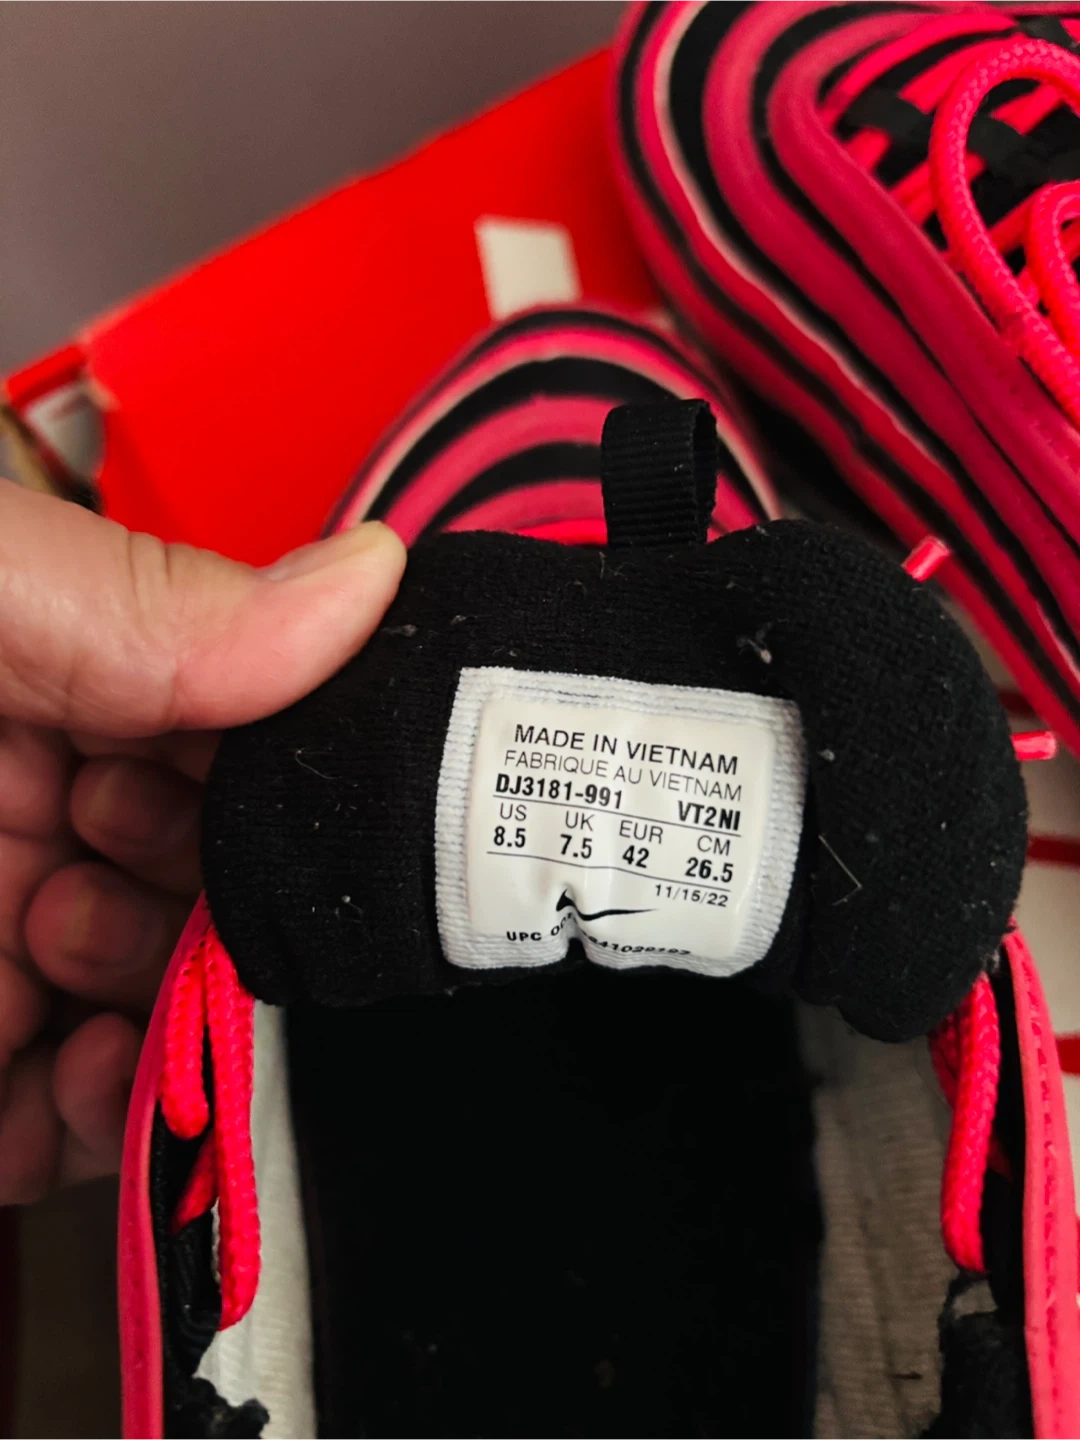 MADE IN VIETNAM
FABRIQUE AU VIETNAM
DJ3181-991 VT2NI
US UK EUR CM
8.5 7.5 42 26.5
11/15/22
UPC